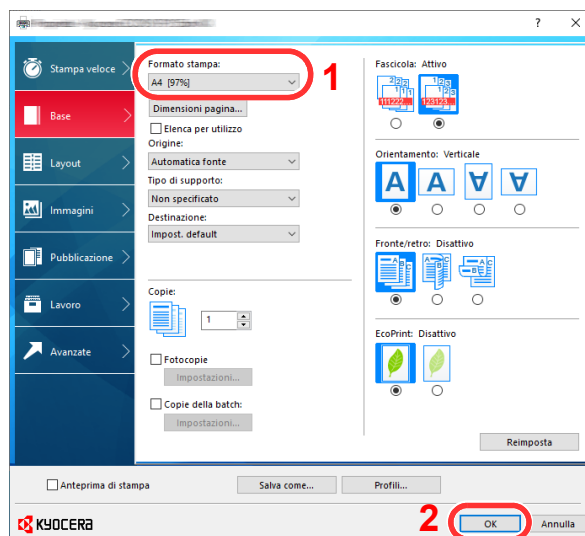 ?
Stampa veloce
Base
Layout
Immagini
Pubblicazione
Lavoro
Avanzate
Formato stampa:
A4 [97%]
1
Dimensioni pagina...
Elenca per utilizzo
Origine:
Automatica fonte
Tipo di supporto:
Non specificato
Destinazione:
Impost. default
Copie:
1
Fotocopie
Impostazioni...
Copie della batch:
Impostazioni...
Fascicola: Attivo
111222...
123123...
Orientamento: Verticale
A A A A
Fronte/retro: Disattivo
A B C A B C A B C
EcoPrint: Disattivo
Reimposta
Anteprima di stampa
Salva come...
Profili...
KYOCERA
2
OK
Annulla